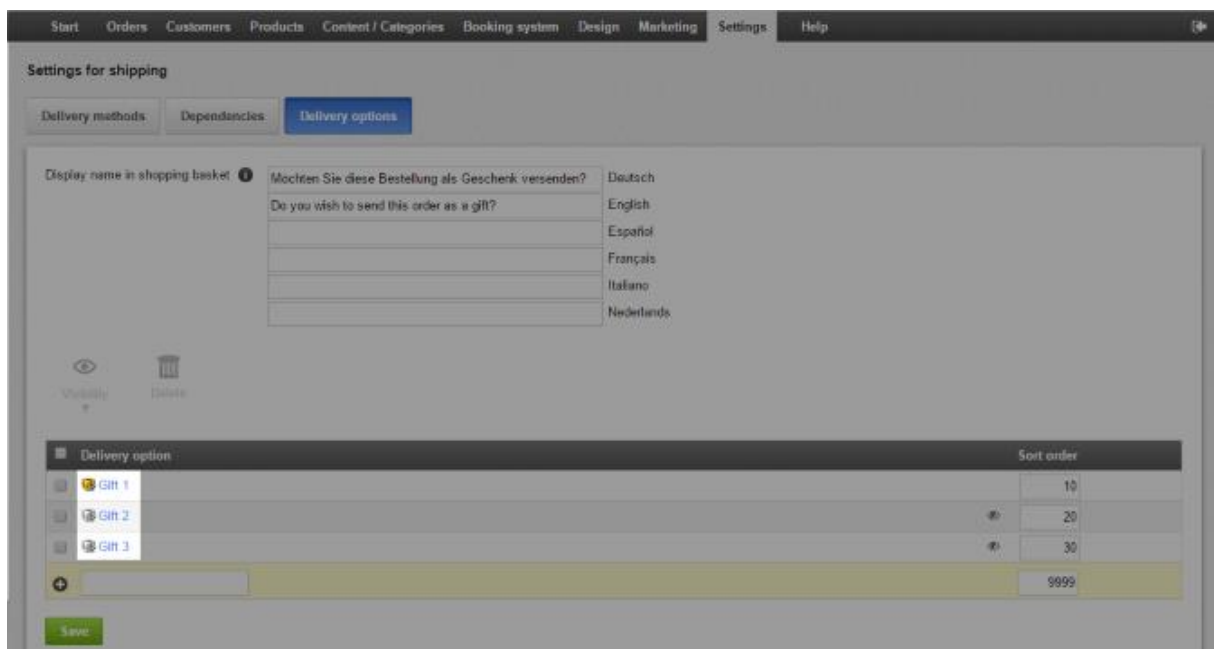 Start Orders Customers Products Content / Categories Booking system Design Marketing Settings Help
Settings for shipping
Delivery methods Dependencies Delivery options
Display name in shopping basket Möchten Sie diese Bestellung als Geschenk versenden? Deutsch
Do you wish to send this order as a gift? English
Español
Français
Italiano
Nederlands
Visibility Delete
Delivery option Sort order
Gift 1 10
Gift 2 20
Gift 3 30
9999
Save